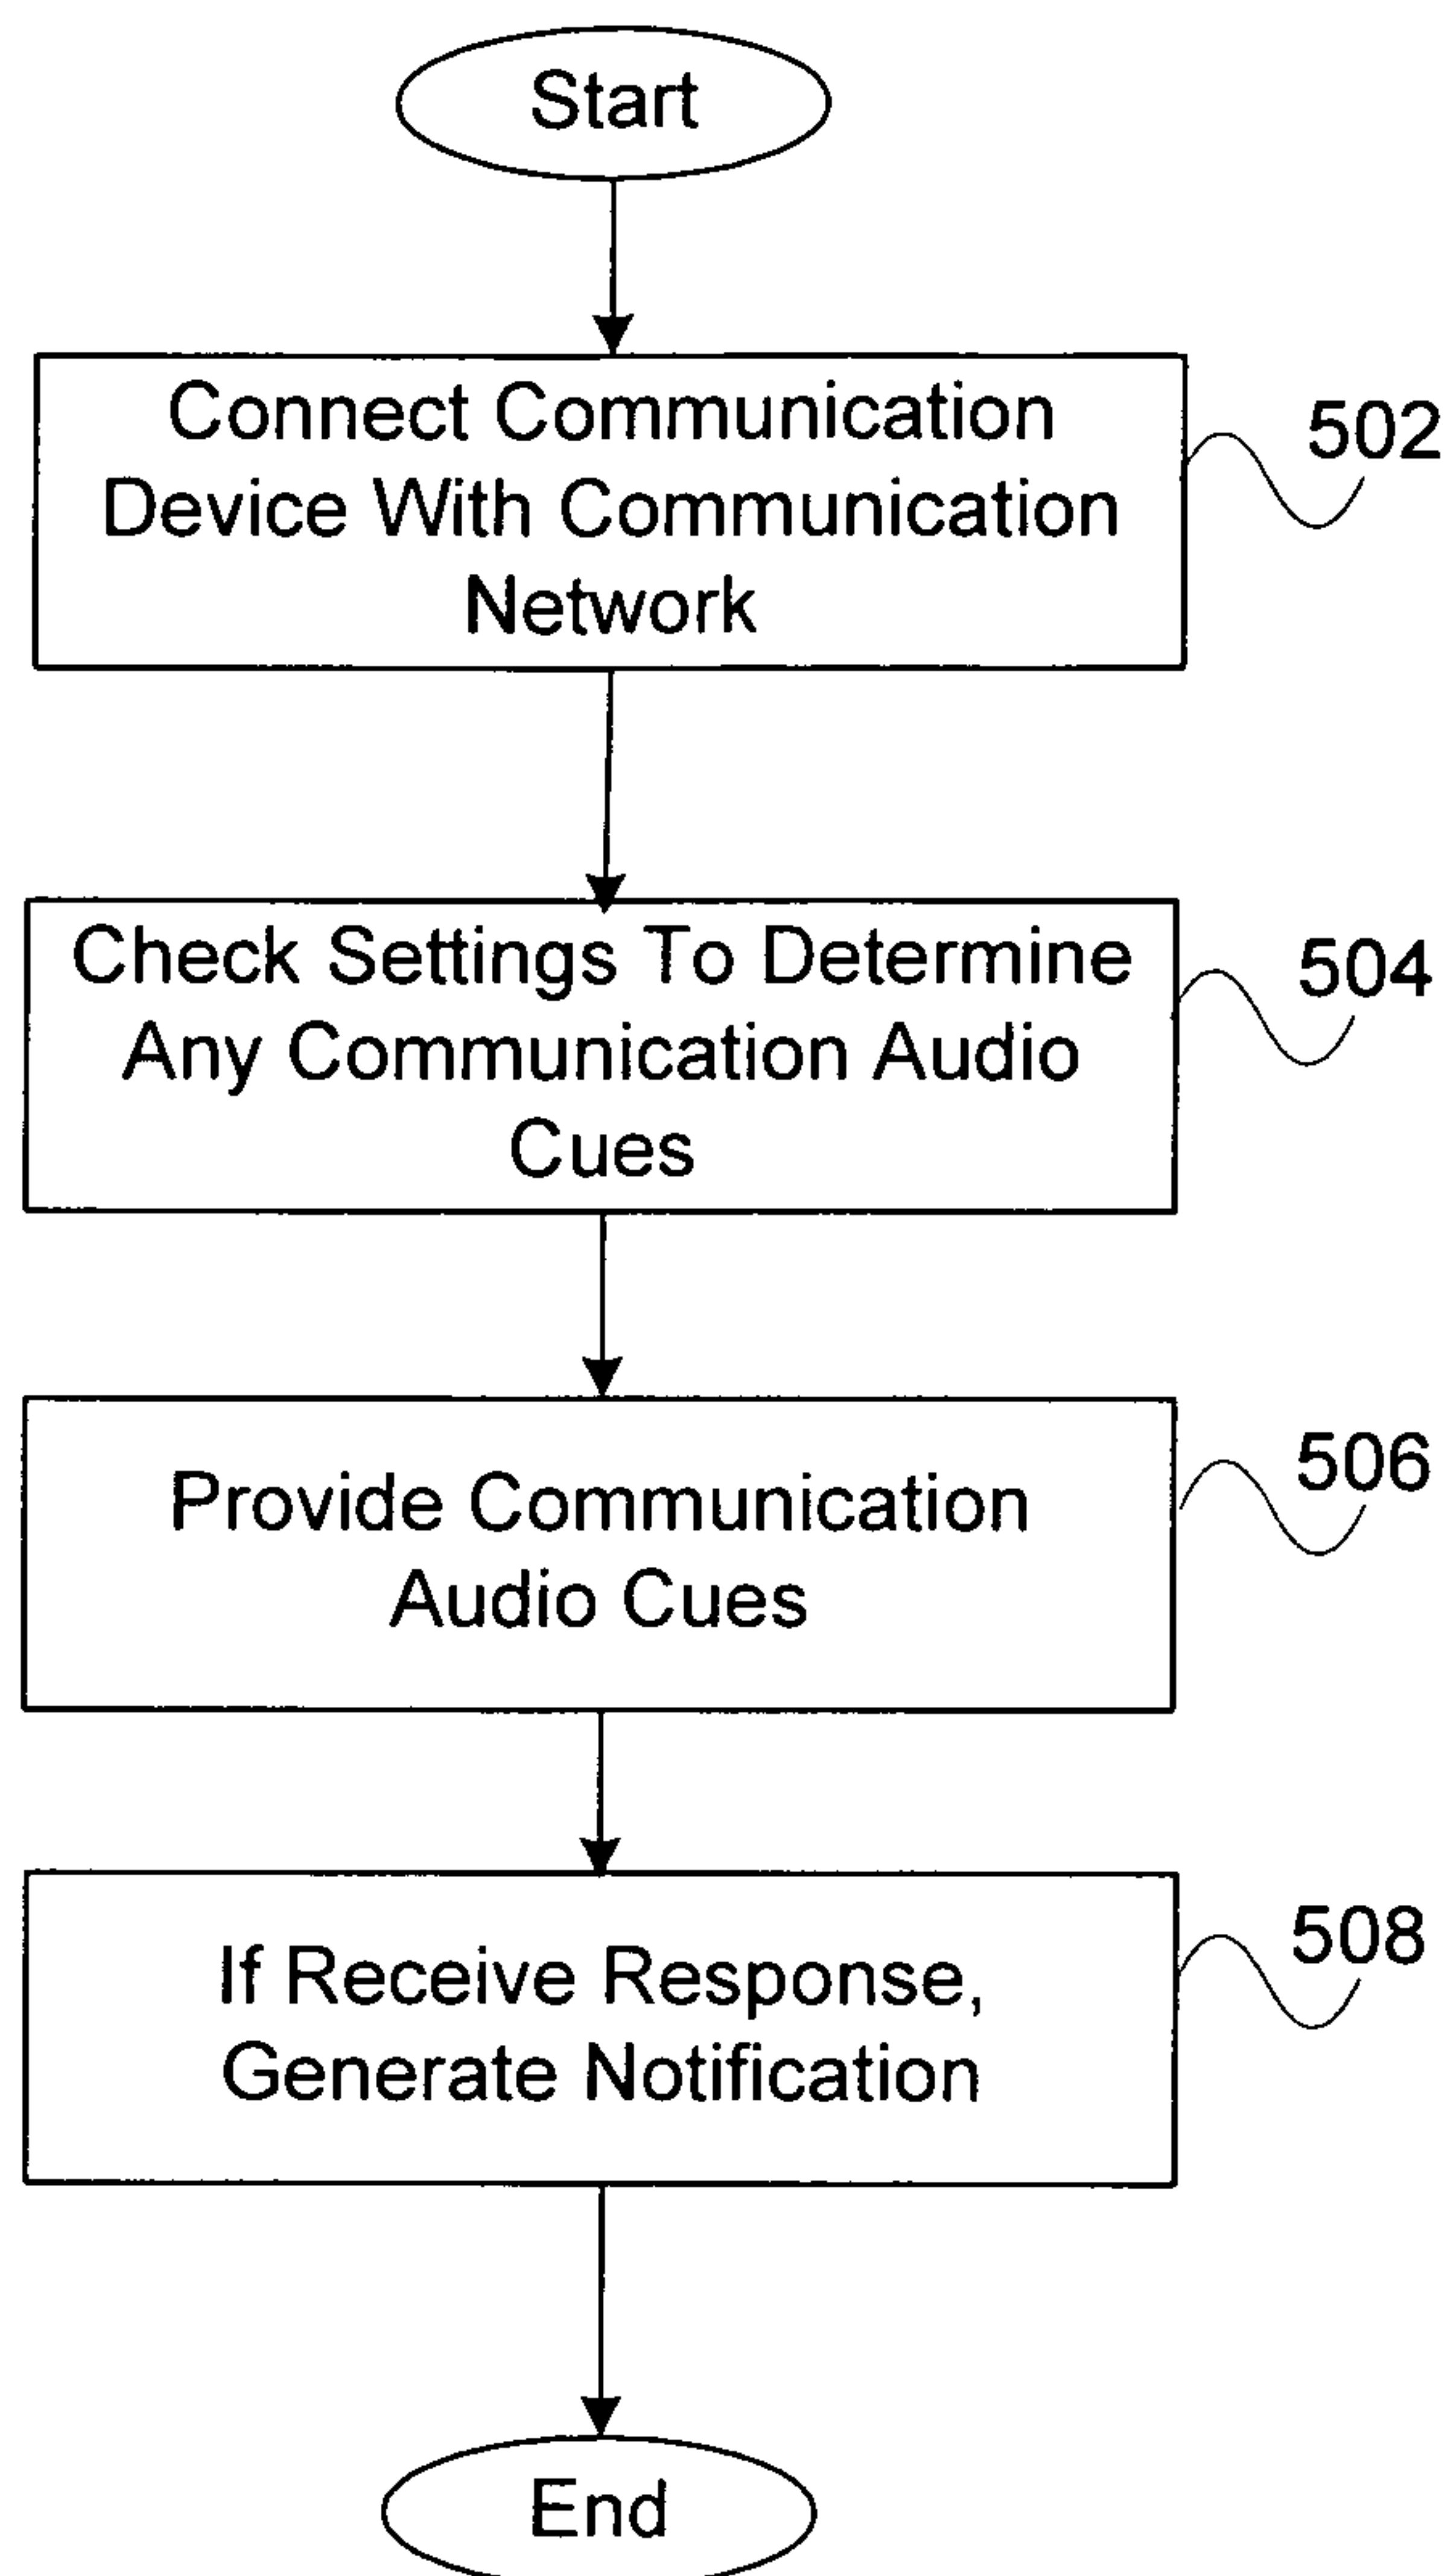 Start
Connect Communication
Device With Communication
Network
502
Check Settings To Determine
Any Communication Audio
Cues
504
Provide Communication
Audio Cues
506
If Receive Response,
Generate Notification
508
End